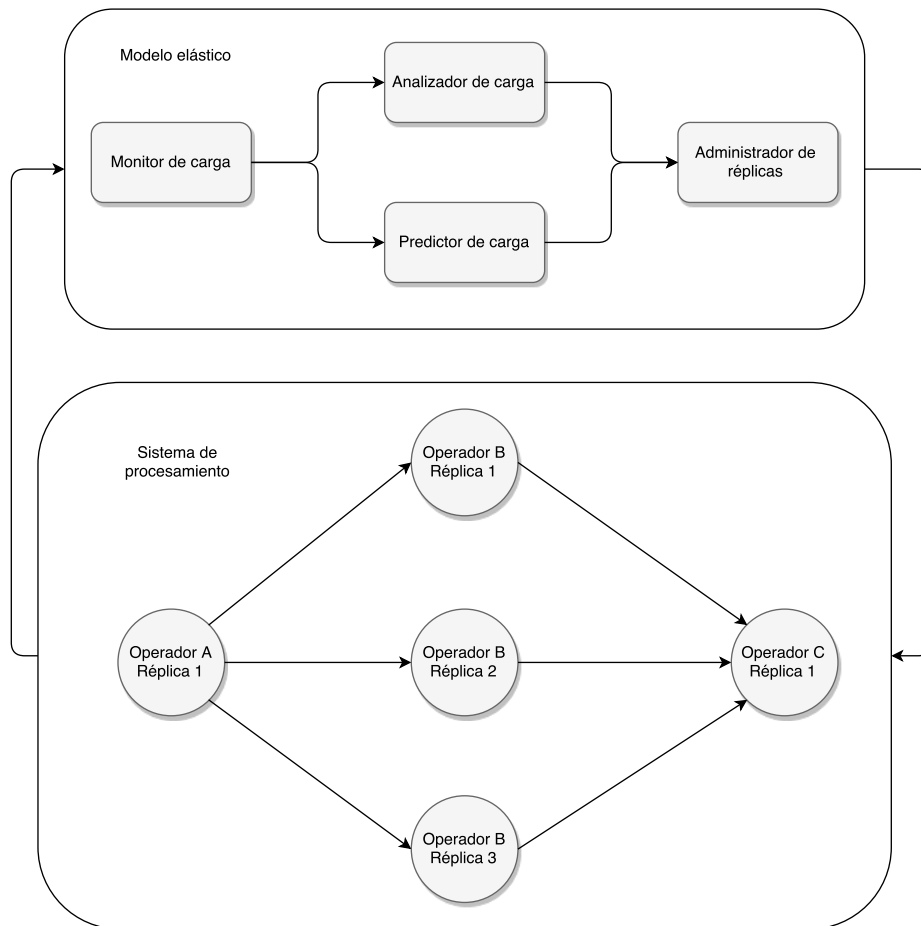 Modelo elástico
Analizador de carga
Monitor de carga
Administrador de
réplicas
Predictor de carga
Sistema de
procesamiento
Operador B
Réplica 1
Operador A
Réplica 1
Operador B
Réplica 2
Operador C
Réplica 1
Operador B
Réplica 3